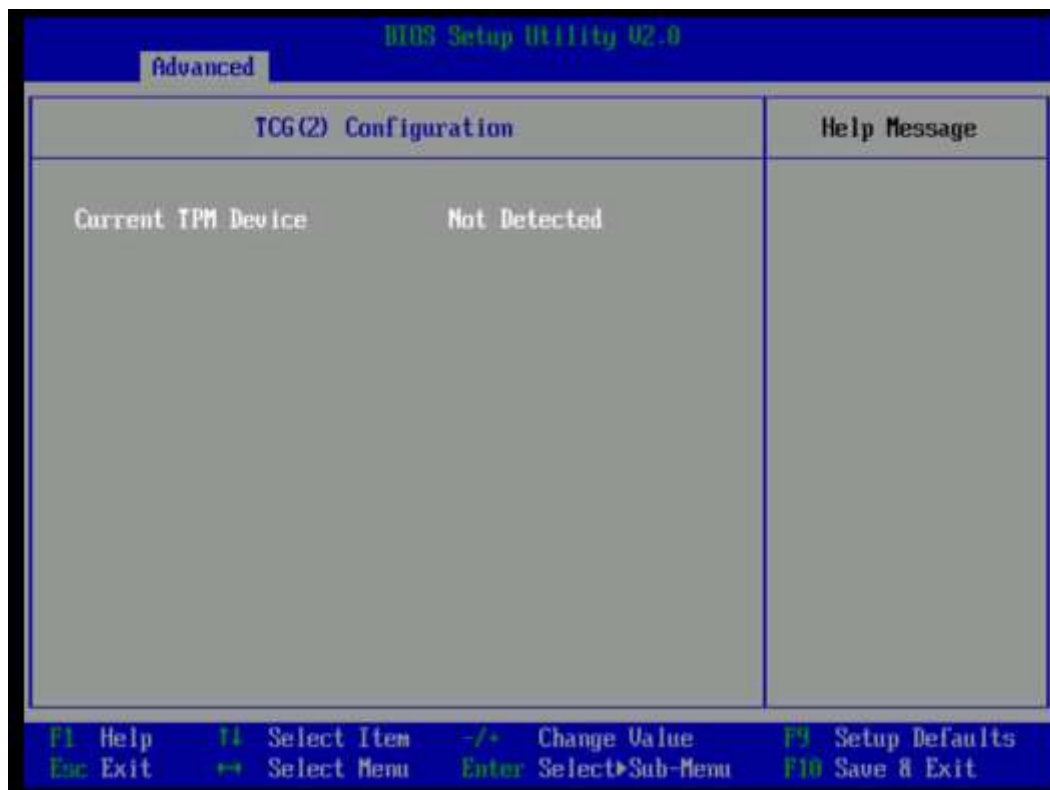 BIOS Setup Utility V2.0
Advanced
TCG(2) Configuration
Help Message
Current TPM Device Not Detected
F1 Help ↑↓ Select Item -/+ Change Value F9 Setup Defaults
Esc Exit ↔ Select Menu Enter Select▶Sub-Menu F10 Save & Exit